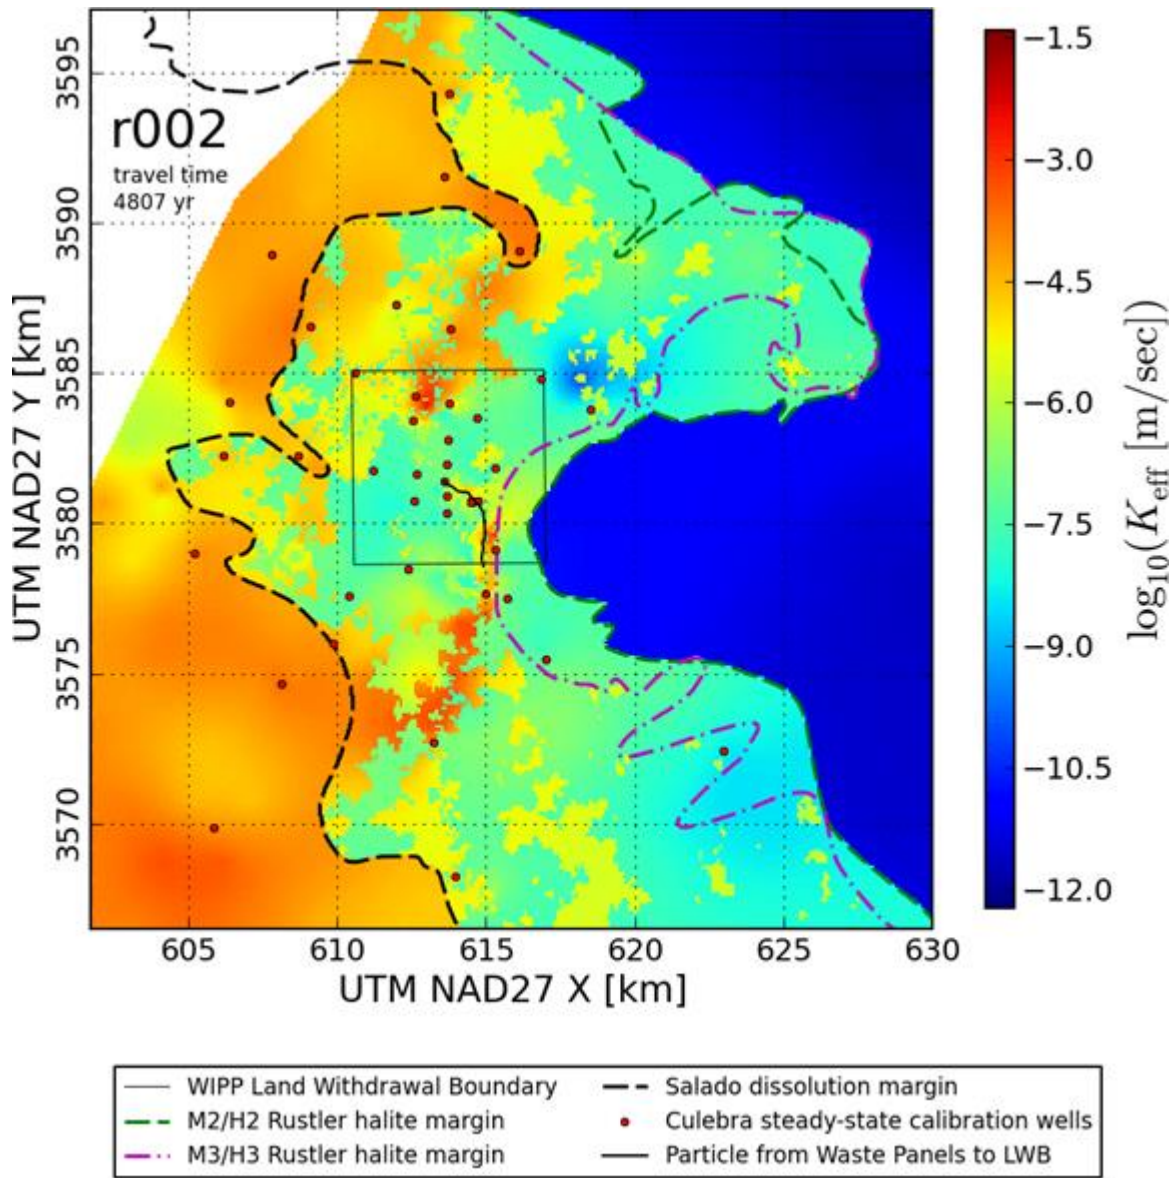 r002
travel time
4807 yr
3595
3590
3585
3580
3575
3570
UTM NAD27 Y [km]
605 610 615 620 625 630
UTM NAD27 X [km]
−1.5
−3.0
−4.5
−6.0
−7.5
−9.0
−10.5
−12.0
log10(Keff [m/sec])
WIPP Land Withdrawal Boundary
M2/H2 Rustler halite margin
M3/H3 Rustler halite margin
Salado dissolution margin
Culebra steady-state calibration wells
Particle from Waste Panels to LWB